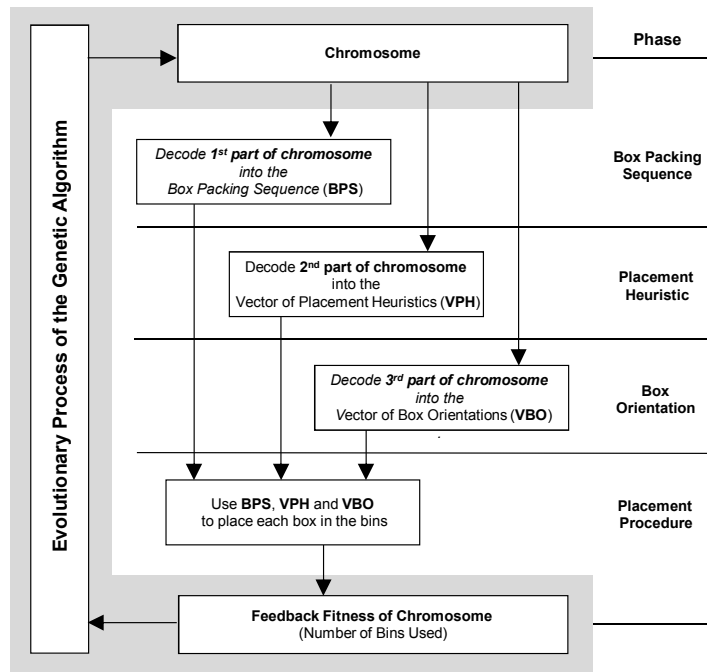 Evolutionary Process of the Genetic Algorithm
Chromosome
Phase
Decode 1st part of chromosome
into the
Box Packing Sequence (BPS)
Box Packing
Sequence
Decode 2nd part of chromosome
into the
Vector of Placement Heuristics (VPH)
Placement
Heuristic
Decode 3rd part of chromosome
into the
Vector of Box Orientations (VBO)
.
Box
Orientation
Use BPS, VPH and VBO
to place each box in the bins
Placement
Procedure
Feedback Fitness of Chromosome
(Number of Bins Used)